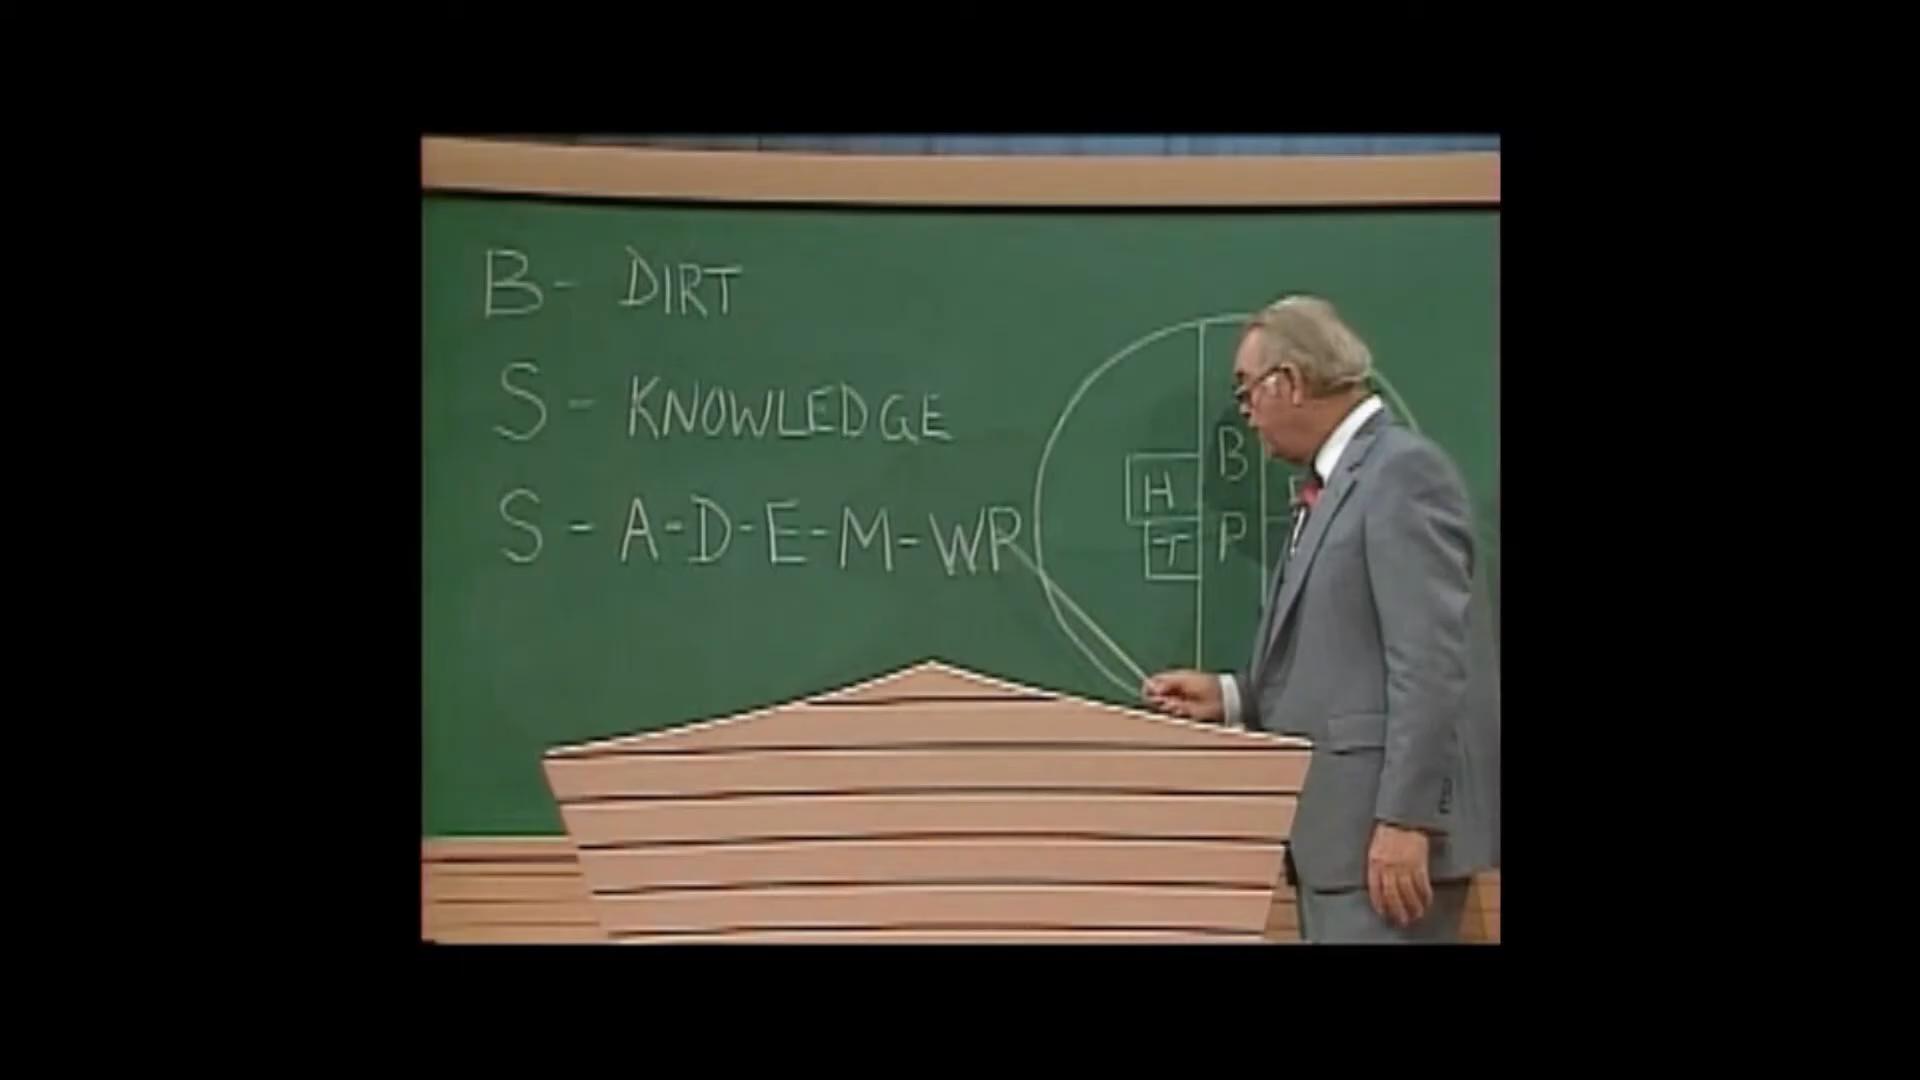 B- DIRT
S - KNOWLEDGE
S - A-D-E-M-WR
B
H
T P